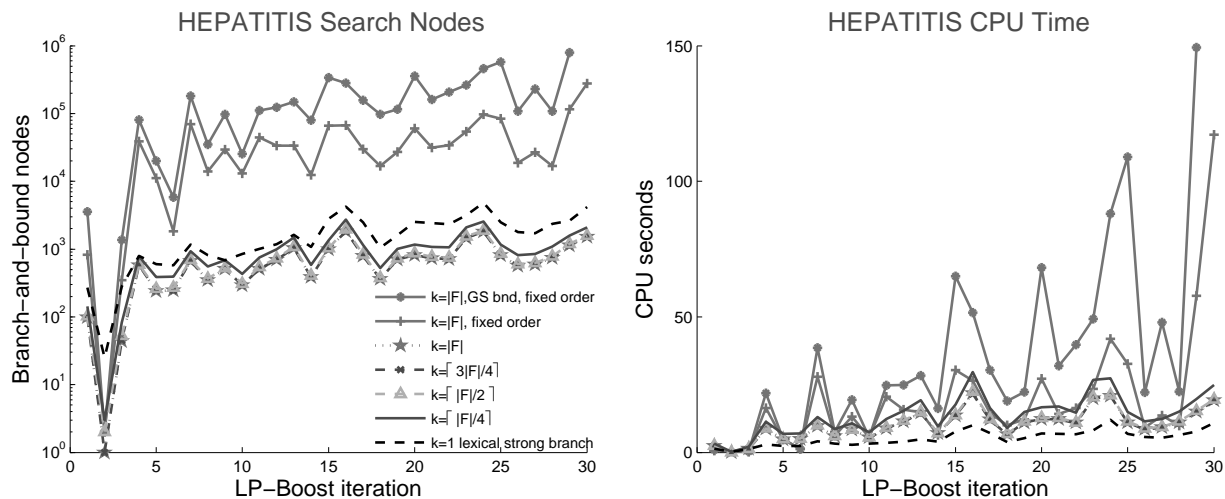 HEPATITIS Search Nodes
10^6
10^5
10^4
10^3
10^2
10^1
10^0
Branch-and-bound nodes
k=|F|,GS bnd, fixed order
k=|F|, fixed order
k=|F|
k=⌈ 3|F|/4⌉
k=⌈ |F|/2⌉
k=⌈ |F|/4⌉
k=1 lexical strong branch
0 5 10 15 20 25 30
LP-Boost iteration
HEPATITIS CPU Time
150
100
50
0
CPU seconds
0 5 10 15 20 25 30
LP-Boost iteration